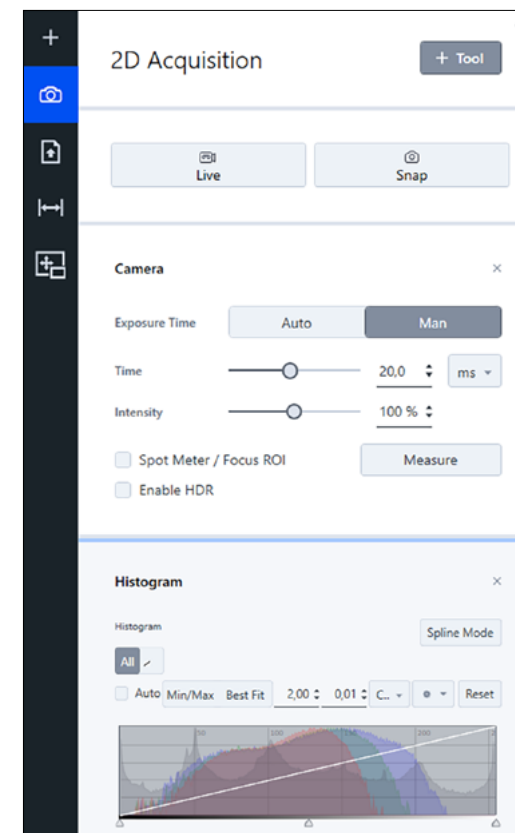 2D Acquisition
+ Tool
Live
Snap
Camera
Exposure Time
Auto
Man
Time
20,0
ms
Intensity
100 %
Spot Meter / Focus ROI
Measure
Enable HDR
Histogram
Histogram
Spline Mode
All
Auto Min/Max Best Fit 2,00 0,01 C... Reset
50 100 150 200